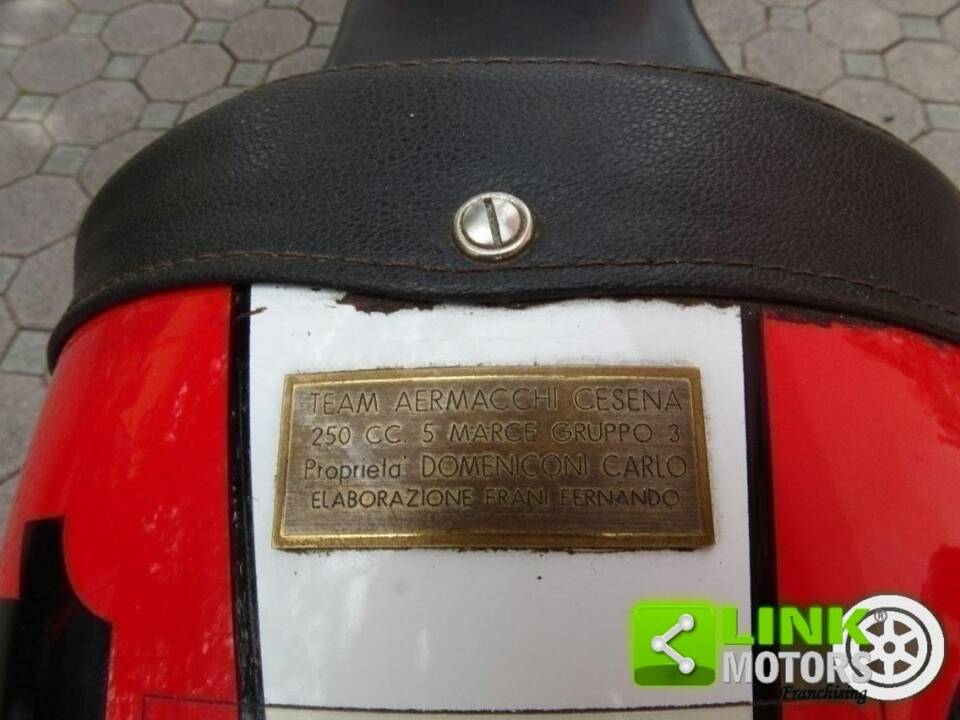 TEAM AERMACCHI CESENA
250 CC. 5 MARCE GRUPPO 3
Proprieta' DOMENICONI CARLO
ELABORAZIONE FRANI FERNANDO
LINK
MOTORS
®
Franchising